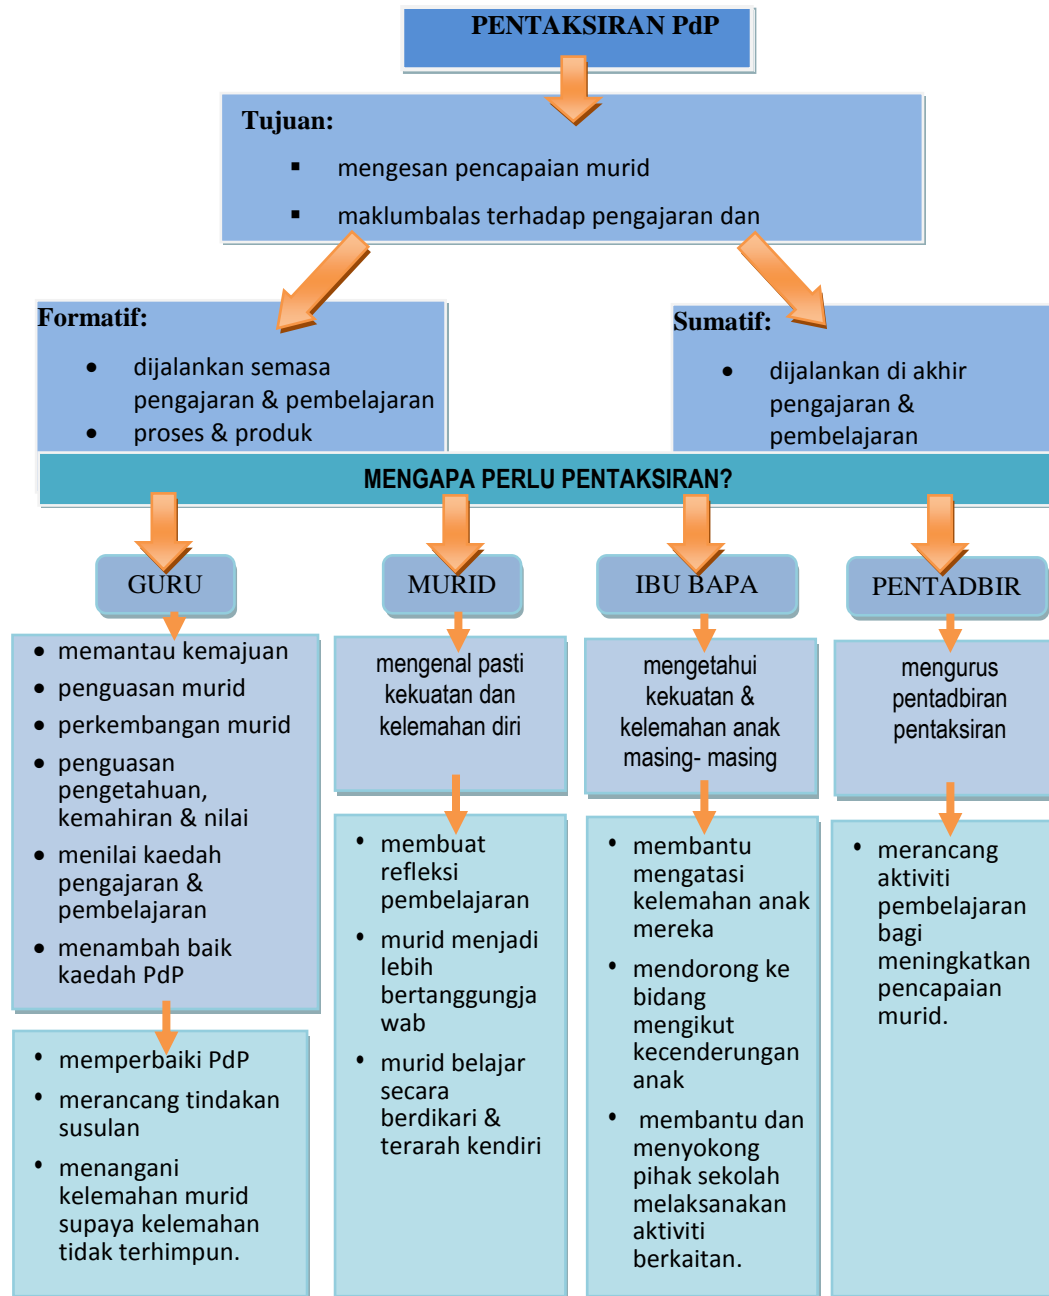 PENTAKSIRAN PdP
Tujuan:
▪ mengesan pencapaian murid
▪ maklumbalas terhadap pengajaran dan
Formatif:
• dijalankan semasa
pengajaran & pembelajaran
• proses & produk
Sumatif:
• dijalankan di akhir
pengajaran &
pembelajaran
MENGAPA PERLU PENTAKSIRAN?
GURU
• memantau kemajuan
• penguasan murid
• perkembangan murid
• penguasan
pengetahuan,
kemahiran & nilai
• menilai kaedah
pengajaran &
pembelajaran
• menambah baik
kaedah PdP
• memperbaiki PdP
• merancang tindakan
susulan
• menangani
kelemahan murid
supaya kelemahan
tidak terhimpun.
MURID
mengenal pasti
kekuatan dan
kelemahan diri
• membuat
refleksi
pembelajaran
• murid menjadi
lebih
bertanggungja
wab
• murid belajar
secara
berdikari &
terarah kendiri
IBU BAPA
mengetahui
kekuatan &
kelemahan anak
masing- masing
• membantu
mengatasi
kelemahan anak
mereka
• mendorong ke
bidang
mengikut
kecenderungan
anak
• membantu dan
menyokong
pihak sekolah
melaksanakan
aktiviti
berkaitan.
PENTADBIR
mengurus
pentadbiran
pentaksiran
• merancang
aktiviti
pembelajaran
bagi
meningkatkan
pencapaian
murid.